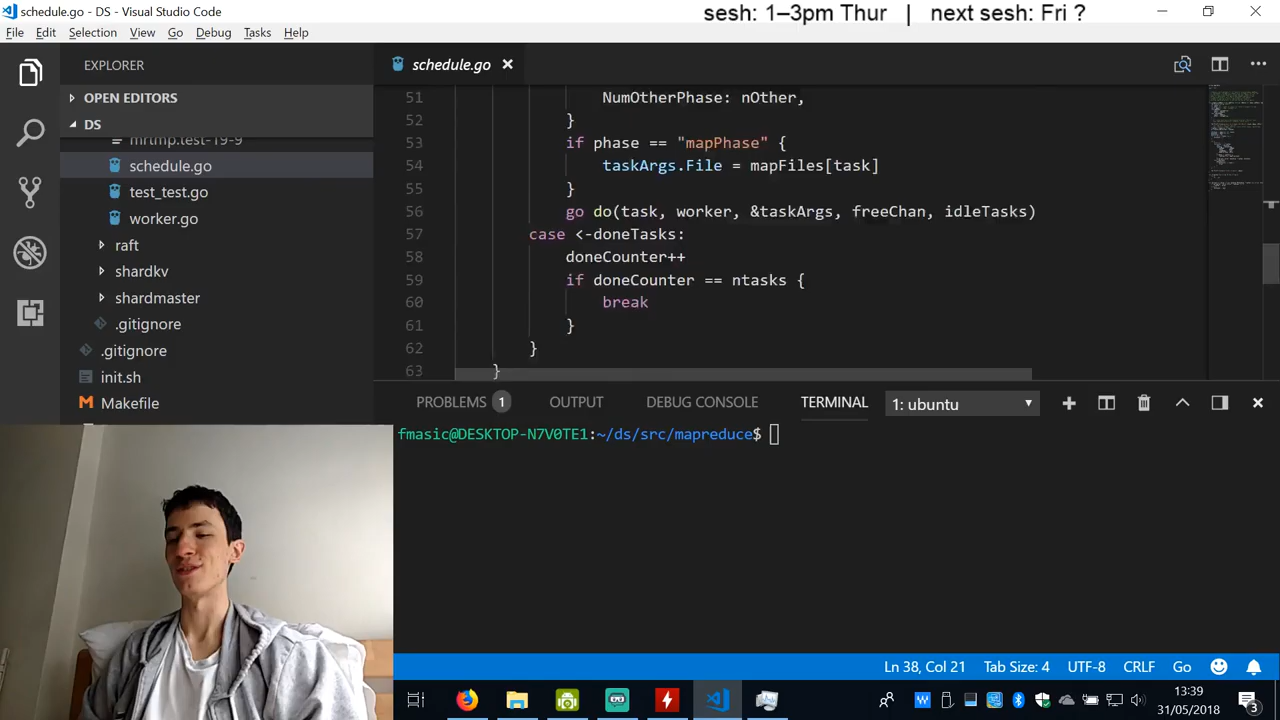 schedule.go - DS - Visual Studio Code
sesh: 1–3pm Thur | next sesh: Fri ?
File Edit Selection View Go Debug Tasks Help
EXPLORER
OPEN EDITORS
DS
mrtmp.test-19-9
schedule.go
test_test.go
worker.go
raft
shardkv
shardmaster
.gitignore
.gitignore
init.sh
Makefile
schedule.go
51 NumOtherPhase: nOther,
52 }
53 if phase == "mapPhase" {
54 taskArgs.File = mapFiles[task]
55 }
56 go do(task, worker, &taskArgs, freeChan, idleTasks)
57 case <-doneTasks:
58 doneCounter++
59 if doneCounter == ntasks {
60 break
61 }
62 }
63 }
PROBLEMS 1 OUTPUT DEBUG CONSOLE TERMINAL 1: ubuntu
fmasic@DESKTOP-N7V0TE1:~/ds/src/mapreduce$
Ln 38, Col 21 Tab Size: 4 UTF-8 CRLF Go
13:39
31/05/2018
3